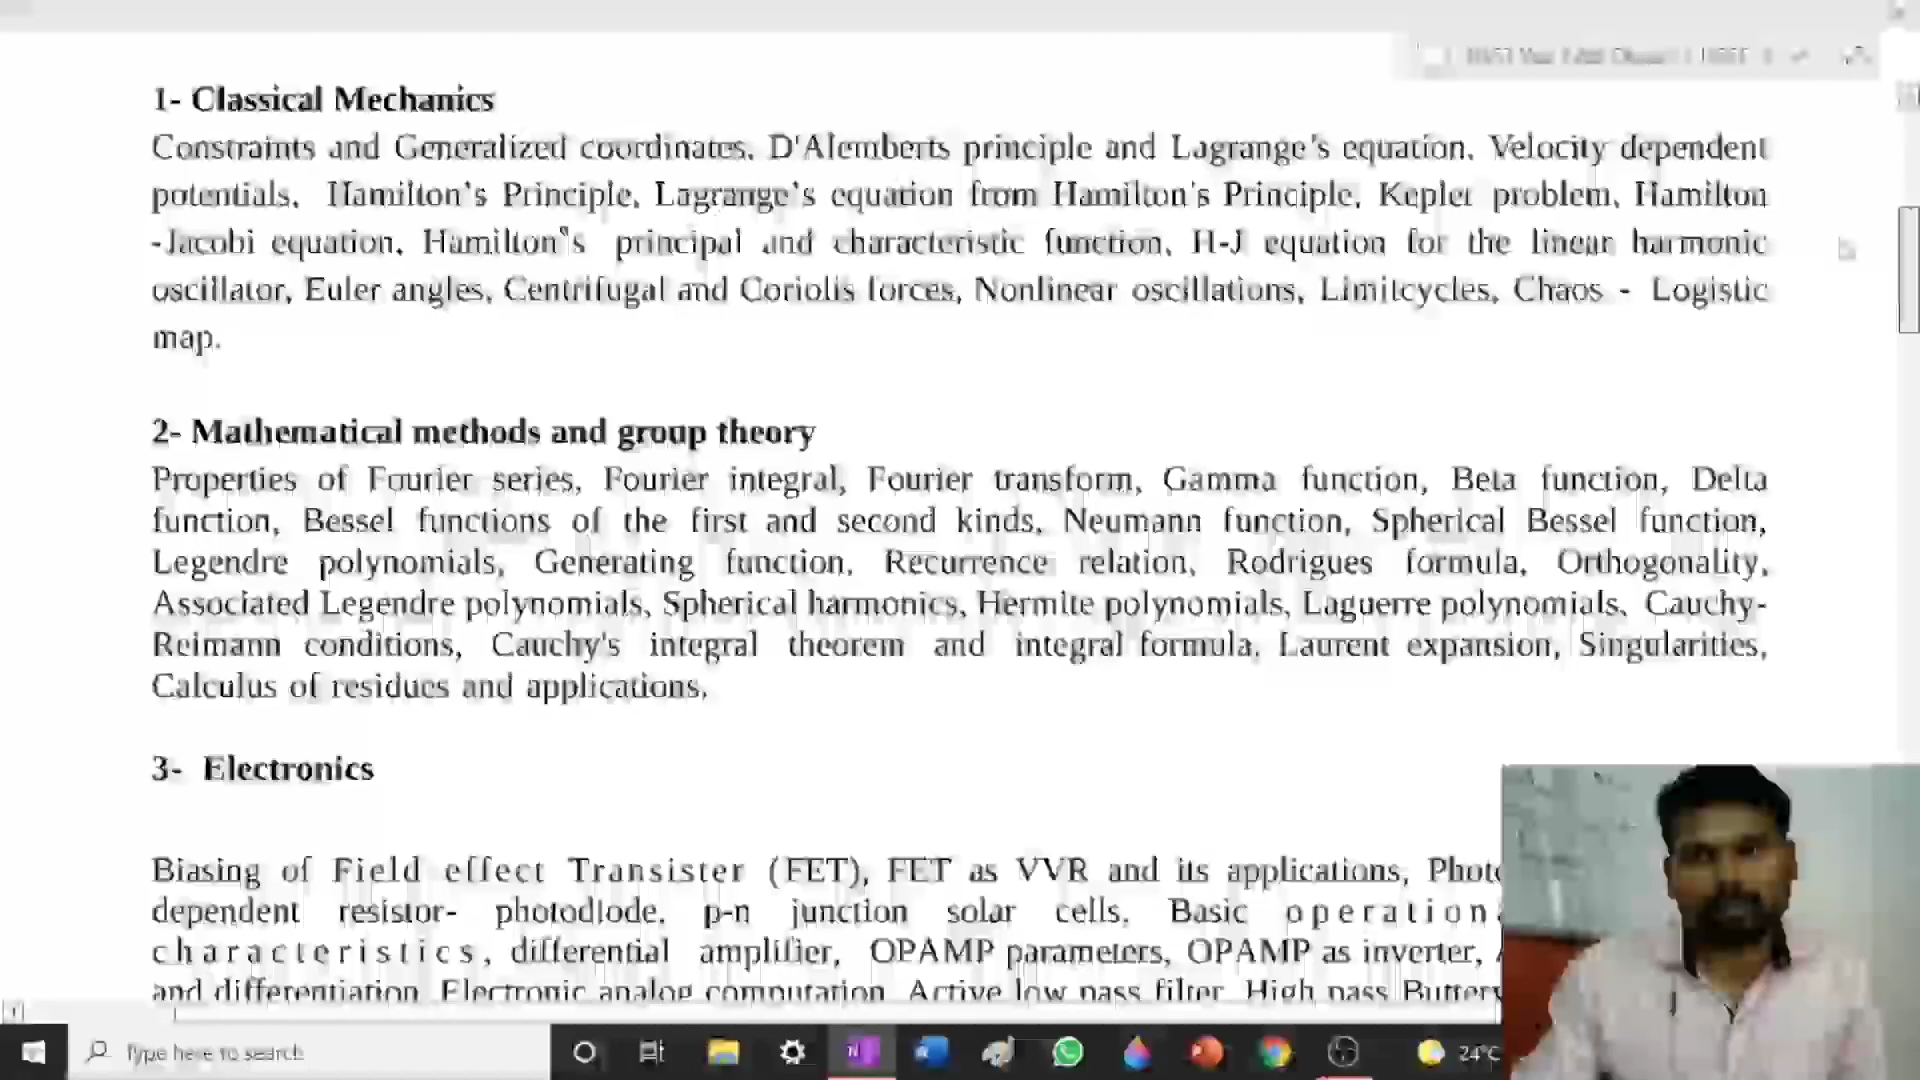 1- Classical Mechanics
Constraints and Generalized coordinates, D'Alemberts principle and Lagrange's equation, Velocity dependent
potentials, Hamilton's Principle, Lagrange's equation from Hamilton's Principle, Kepler problem, Hamilton
-Jacobi equation, Hamilton"s principal and characteristic function, H-J equation for the linear harmonic
oscillator, Euler angles, Centrifugal and Coriolis forces, Nonlinear oscillations, Limitcycles, Chaos - Logistic
map.
2- Mathematical methods and group theory
Properties of Fourier series, Fourier integral, Fourier transform, Gamma function, Beta function, Delta
function, Bessel functions of the first and second kinds, Neumann function, Spherical Bessel function,
Legendre polynomials, Generating function, Recurrence relation, Rodrigues formula, Orthogonality,
Associated Legendre polynomials, Spherical harmonics, Hermite polynomials, Laguerre polynomials, Cauchy-
Reimann conditions, Cauchy's integral theorem and integral formula, Laurent expansion, Singularities,
Calculus of residues and applications.
3- Electronics
Biasing of Field effect Transister (FET), FET as VVR and its applications, Photo
dependent resistor- photodiode, p-n junction solar cells, Basic operation
characteristics, differential amplifier, OPAMP parameters, OPAMP as inverter,
and differentiation, Electronic analog computation, Active low pass filter, High pass
Type here to search
24°C